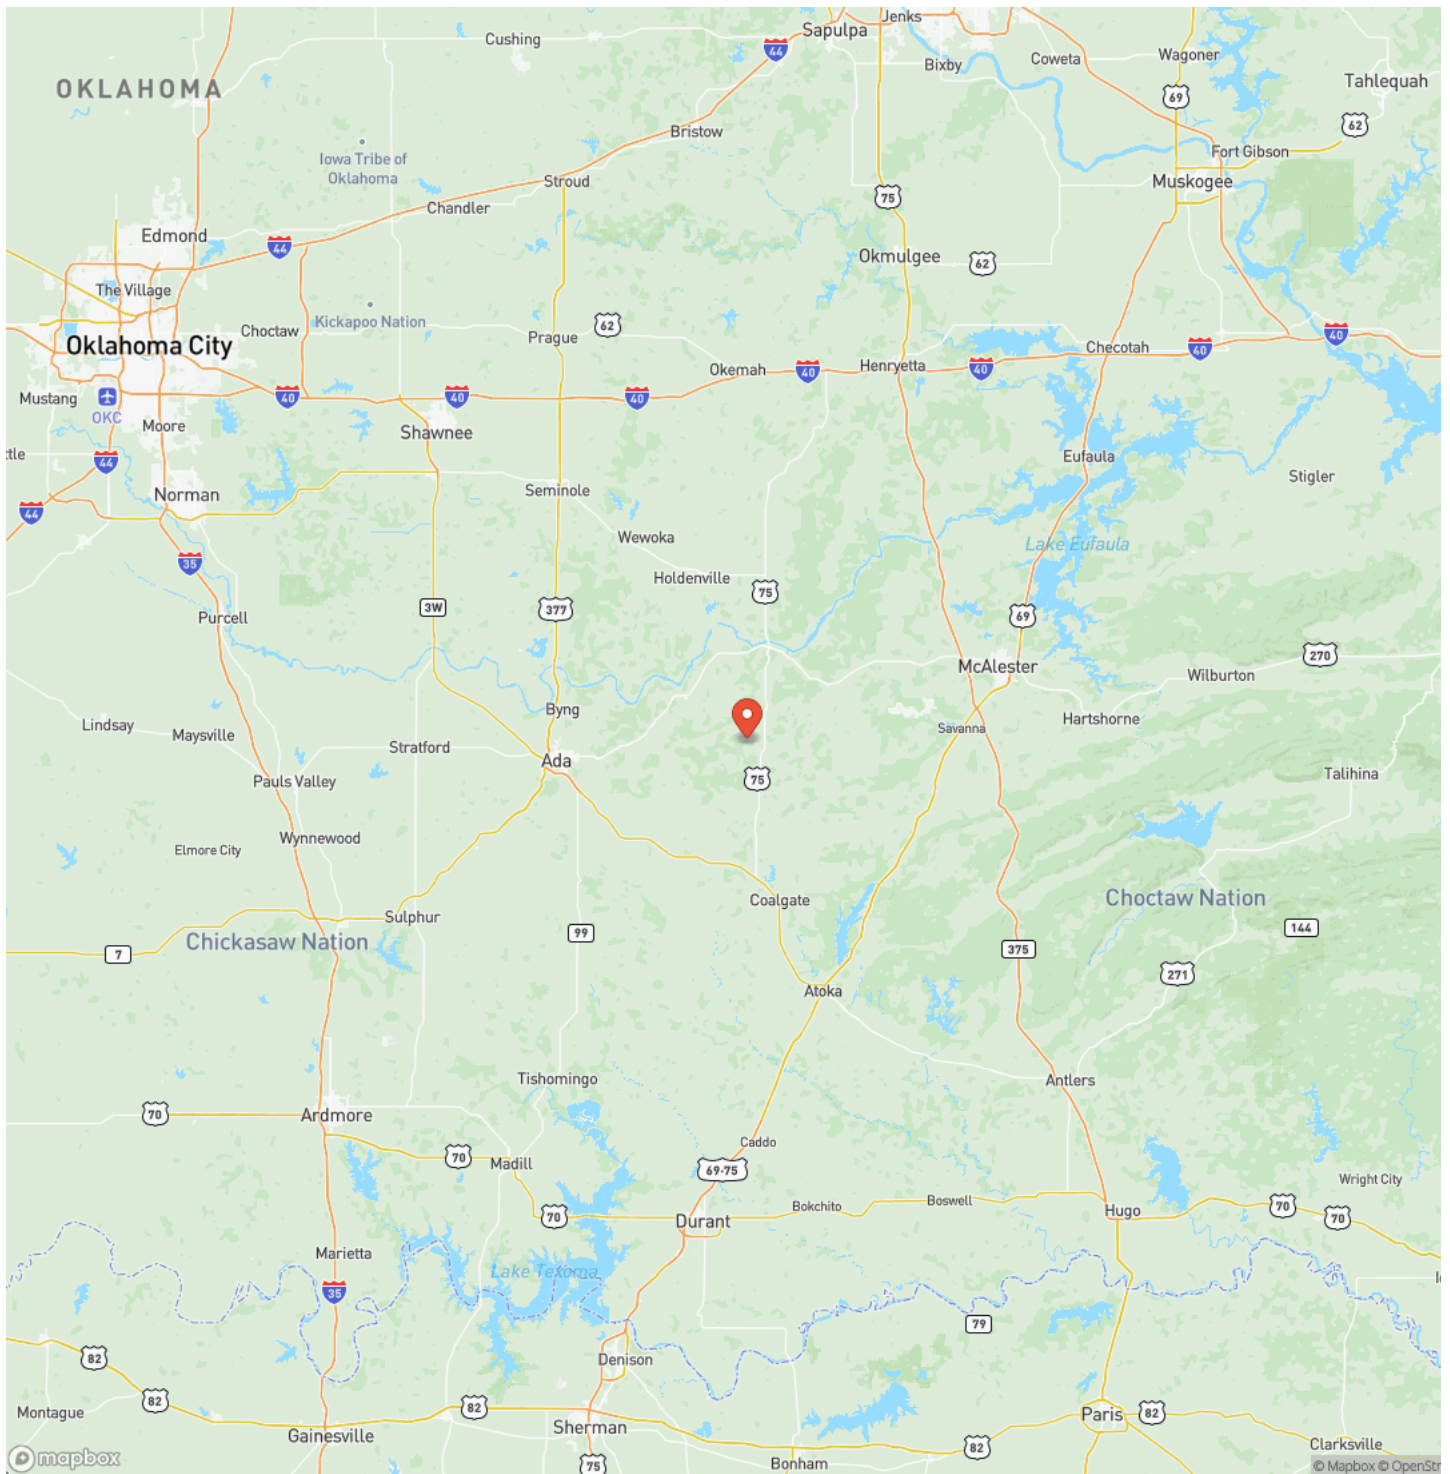 Jenks
Sapulpa
Cushing
44
Bixby
Coweta
Wagoner
Tahlequah
OKLAHOMA
69
62
Bristow
Iowa Tribe of
Oklahoma
Fort Gibson
Stroud
Muskogee
75
Chandler
Edmond
44
Okmulgee
62
The Village
Kickapoo Nation
Choctaw
62
Prague
Oklahoma City
40
Checotah
40
Henryetta
40
Okemah
40
Mustang
OKC
40
40
40
Moore
Shawnee
ttle
44
Eufaula
Stigler
Norman
Seminole
44
Wewoka
Lake Eufaula
35
Holdenville
75
3W
377
69
Purcell
270
McAlester
Wilburton
Byng
Hartshorne
Lindsay
Maysville
Savanna
Stratford
Ada
Talihina
Pauls Valley
75
Wynnewood
Elmore City
Coalgate
Choctaw Nation
Sulphur
144
99
Chickasaw Nation
7
375
271
Atoka
Tishomingo
Antlers
70
Ardmore
Caddo
70
Madill
69-75
Wright City
Boswell
Bokchito
70
70
Hugo
70
Durant
Marietta
Lake Texoma
35
79
82
Denison
82
82
Montague
Paris
82
Sherman
Gainesville
82
Clarksville
mapbox
75
Bonham
© Mapbox © OpenStr